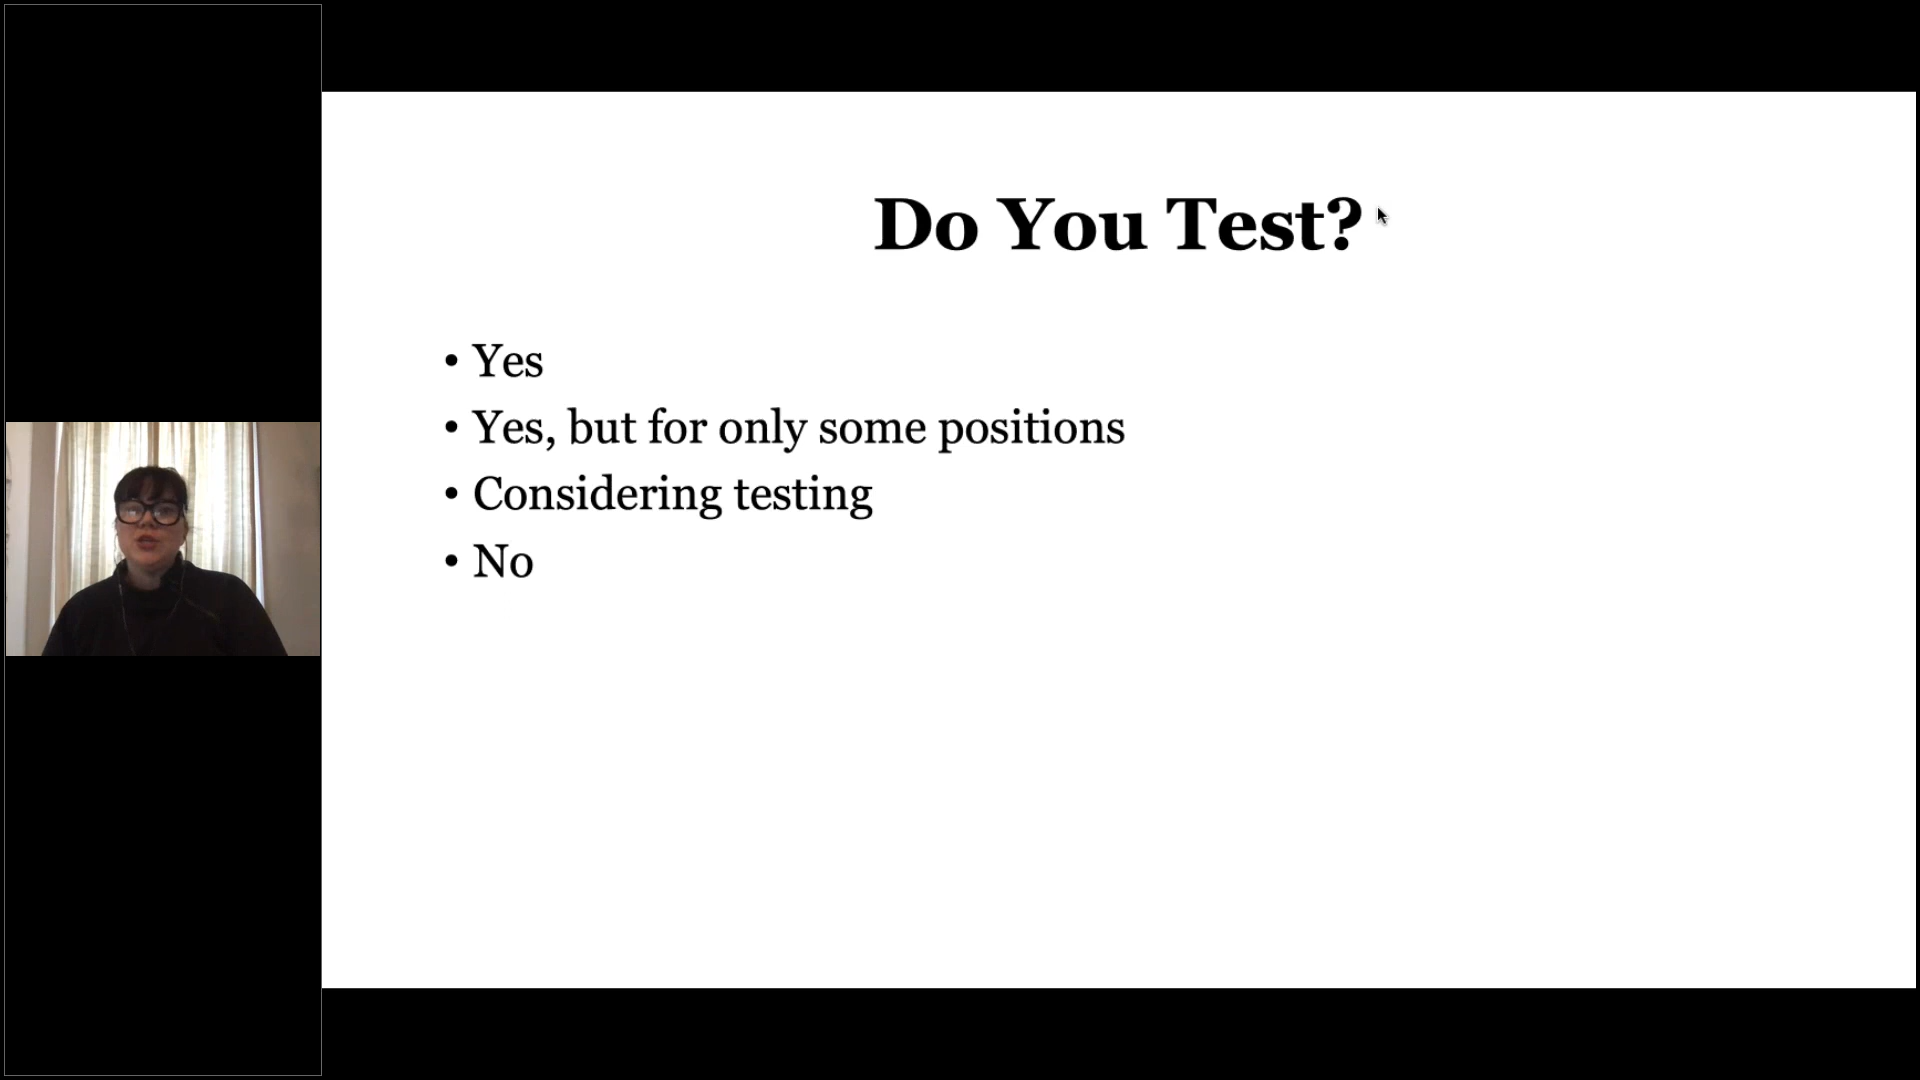 Do You Test?
• Yes
• Yes, but for only some positions
• Considering testing
• No